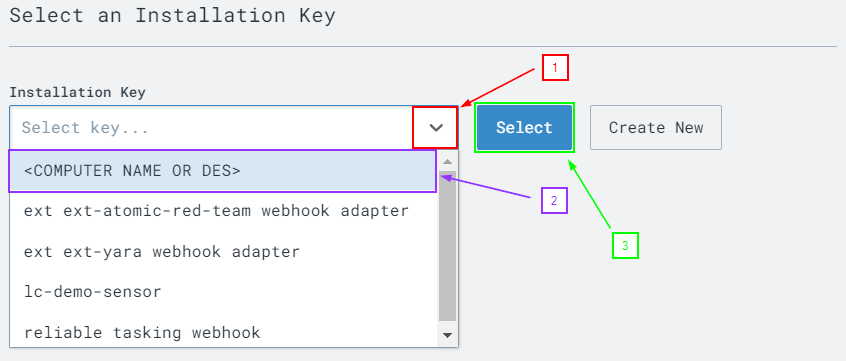 Select an Installation Key
1
Installation Key
Select key...
Select
Create New
<COMPUTER NAME OR DES>
2
ext ext-atomic-red-team webhook adapter
3
ext ext-yara webhook adapter
lc-demo-sensor
reliable tasking webhook